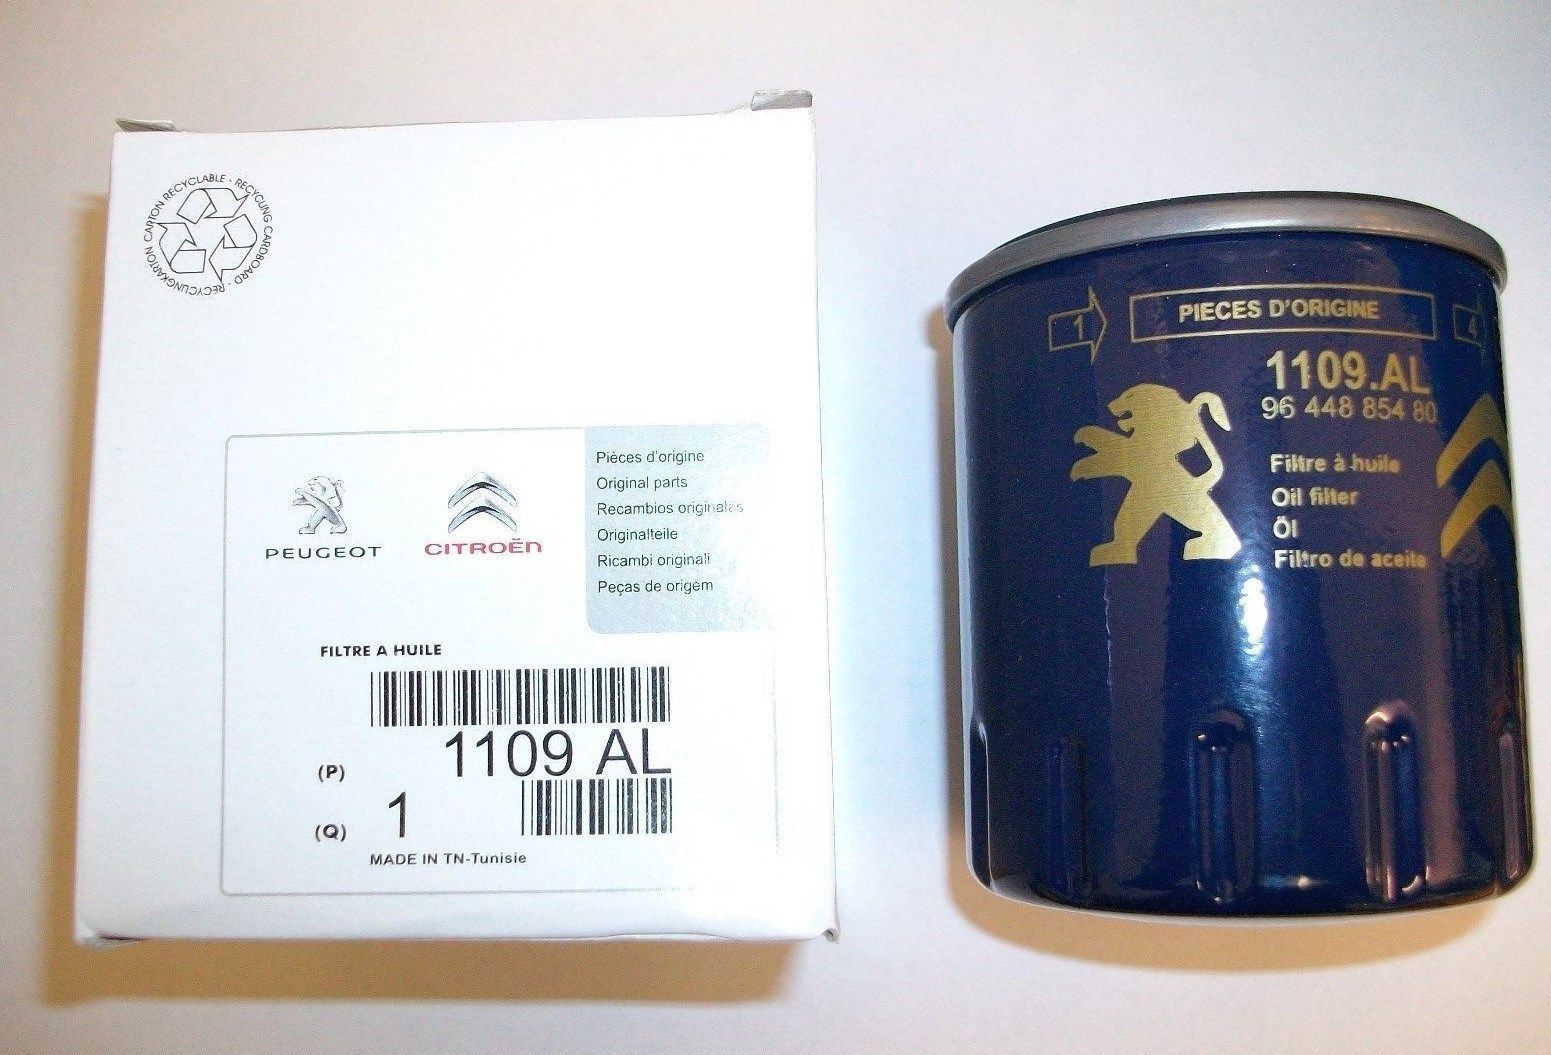 CARTON RECYCLABLE - RECYCLING CARDBOARD - RECYCLINGKARTON
PEUGEOT
CITROËN
Pièces d'origine
Original parts
Recambios originales
Originalteile
Ricambi originali
Peças de origem
FILTRE A HUILE
(P) 1109 AL
(Q) 1
MADE IN TN-Tunisie
1 PIECES D'ORIGINE 4
1109.AL
96 448 854 80
Filtre à huile
Oil filter
Öl
Filtro de aceite